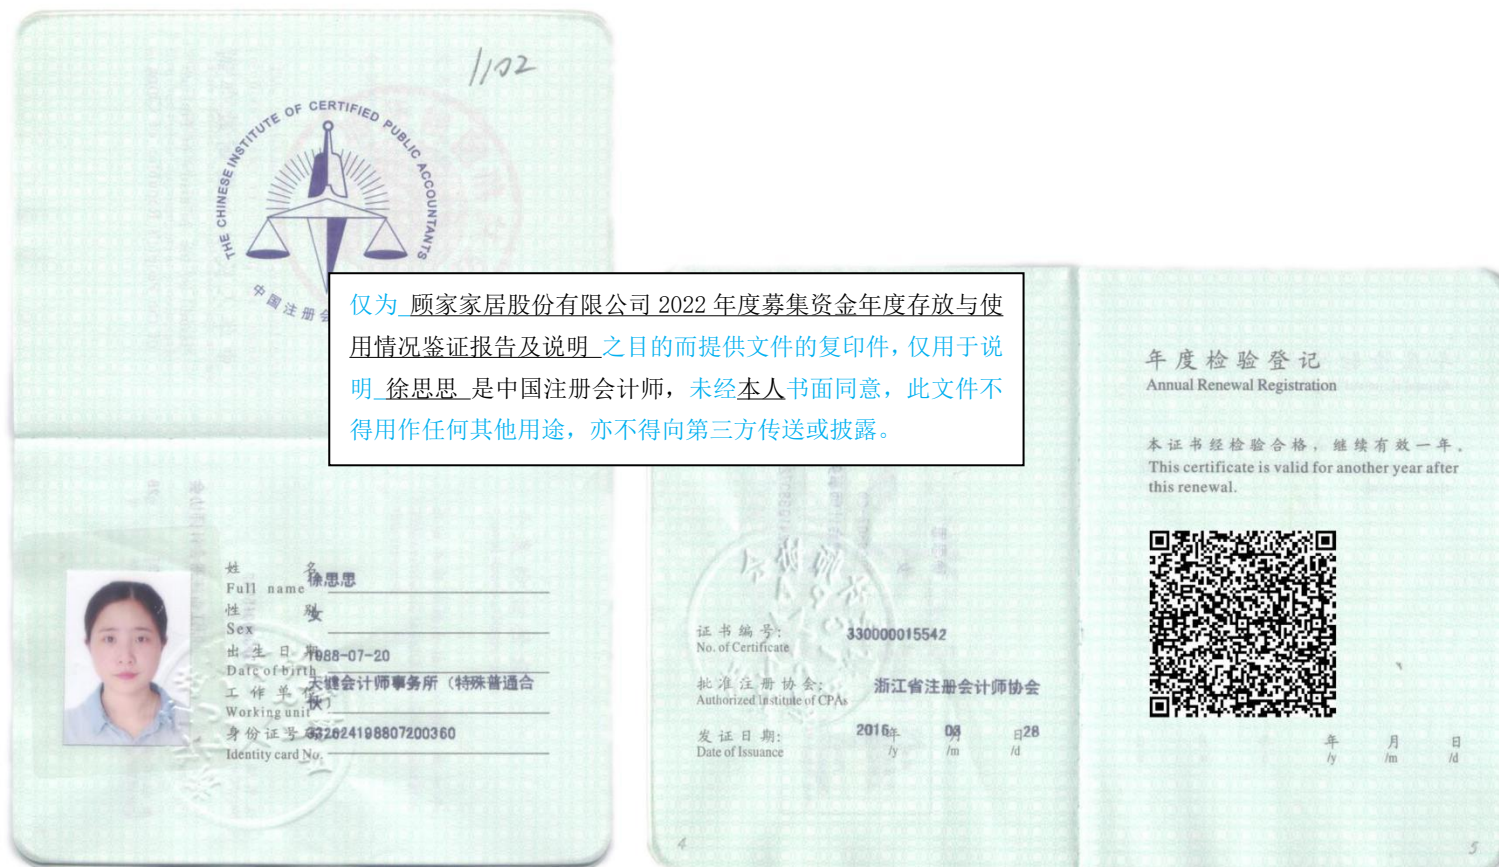 1102
THE CHINESE INSTITUTE OF CERTIFIED PUBLIC ACCOUNTANTS
中国注册会
仅为 顾家家居股份有限公司 2022 年度募集资金年度存放与使
用情况鉴证报告及说明 之目的而提供文件的复印件，仅用于说
明 徐思思 是中国注册会计师，未经本人书面同意，此文件不
得用作任何其他用途，亦不得向第三方传送或披露。
姓 名
Full name 徐思思
性 别
Sex 女
出生日期
Date of birth 1988-07-20
工作单位
Working unit 天健会计师事务所（特殊普通合
伙）
身份证号
Identity card No. 332624198807200360
证书编号: 330000015542
No. of Certificate
批准注册协会: 浙江省注册会计师协会
Authorized Institute of CPAs
发证日期: 2016年 03月 28日
Date of Issuance /y /m /d
4
年度检验登记
Annual Renewal Registration
本证书经检验合格，继续有效一年。
This certificate is valid for another year after
this renewal.
年 月 日
/y /m /d
5